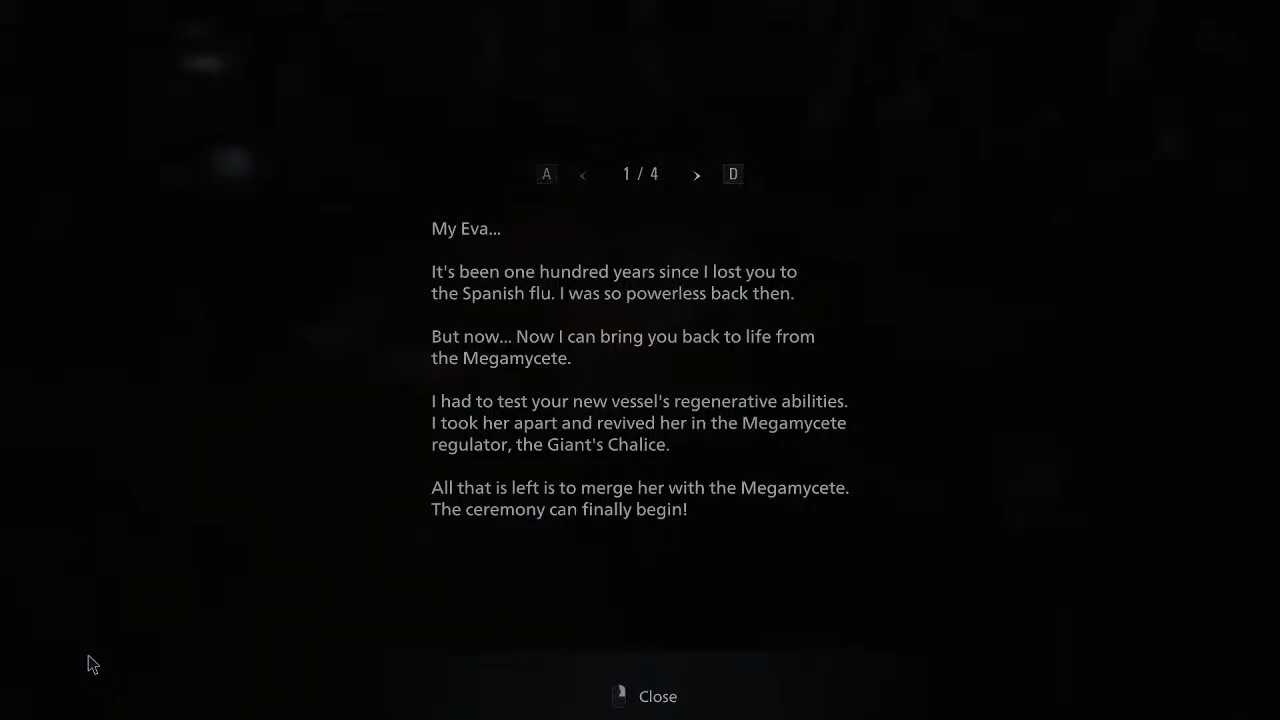 A < 1 / 4 > D
My Eva...
It's been one hundred years since I lost you to
the Spanish flu. I was so powerless back then.
But now... Now I can bring you back to life from
the Megamycete.
I had to test your new vessel's regenerative abilities.
I took her apart and revived her in the Megamycete
regulator, the Giant's Chalice.
All that is left is to merge her with the Megamycete.
The ceremony can finally begin!
Close